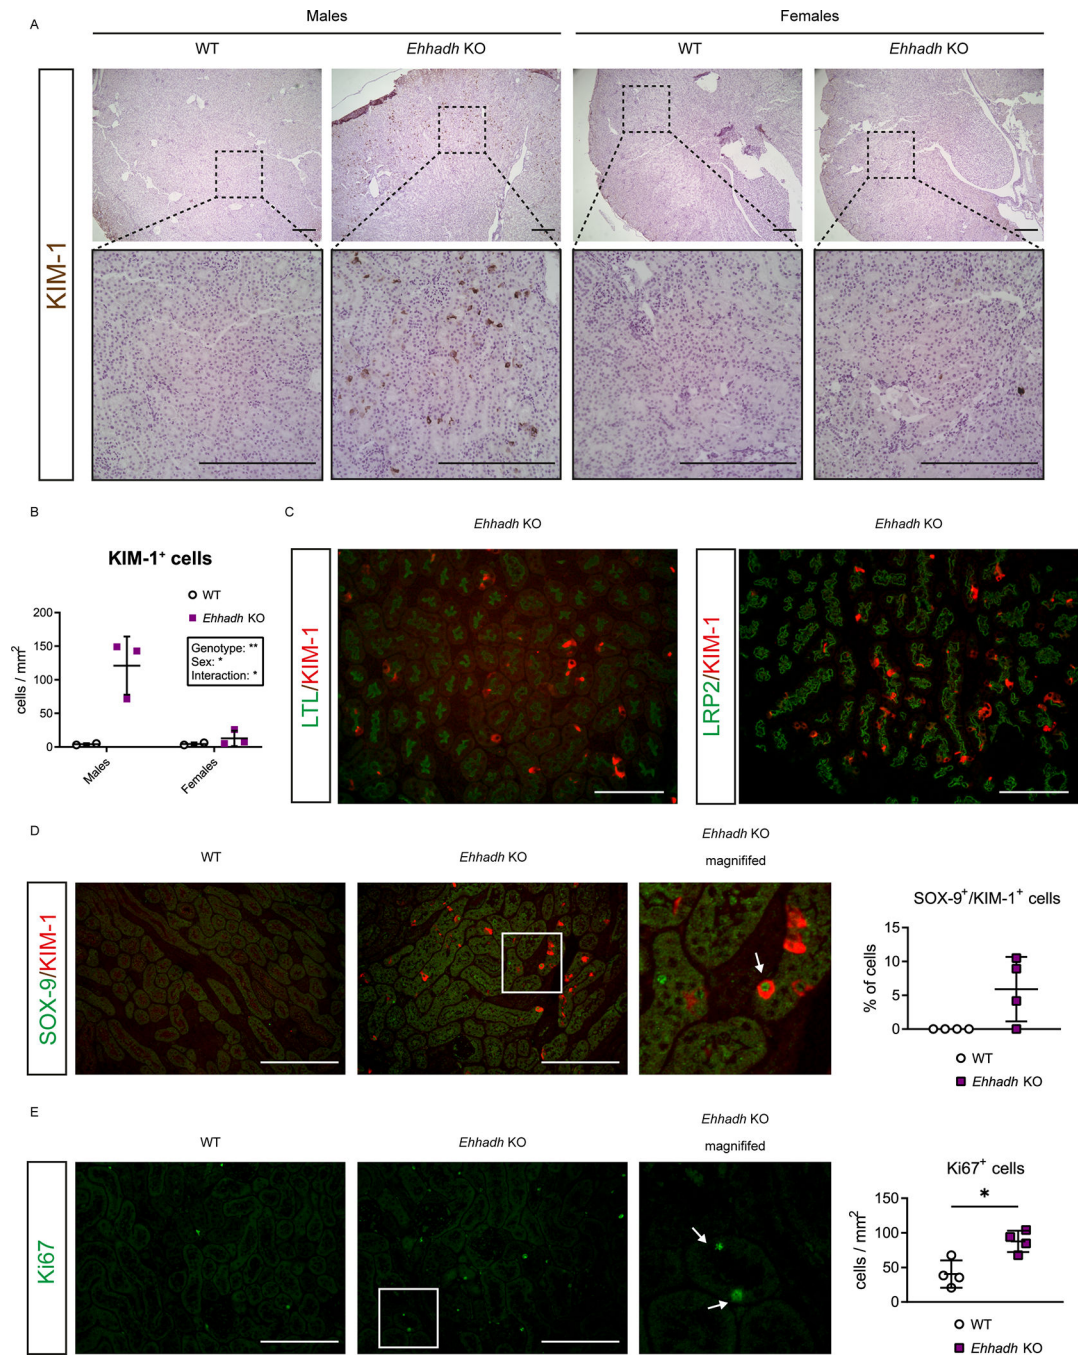 Males
Females
A
WT
Ehhadh KO
WT
Ehhadh KO
KIM-1
B
C
Ehhadh KO
Ehhadh KO
KIM-1+ cells
WT
Ehhadh KO
200
150
100
50
0
cells / mm²
Genotype: **
Sex: *
Interaction: *
Males
Females
LTL/KIM-1
LRP2/KIM-1
D
WT
Ehhadh KO
Ehhadh KO
magnififed
SOX-9/KIM-1
SOX-9+/KIM-1+ cells
15
10
5
0
% of cells
WT
Ehhadh KO
E
WT
Ehhadh KO
Ehhadh KO
magnififed
Ki67
Ki67+ cells
*
150
100
50
0
cells / mm²
WT
Ehhadh KO